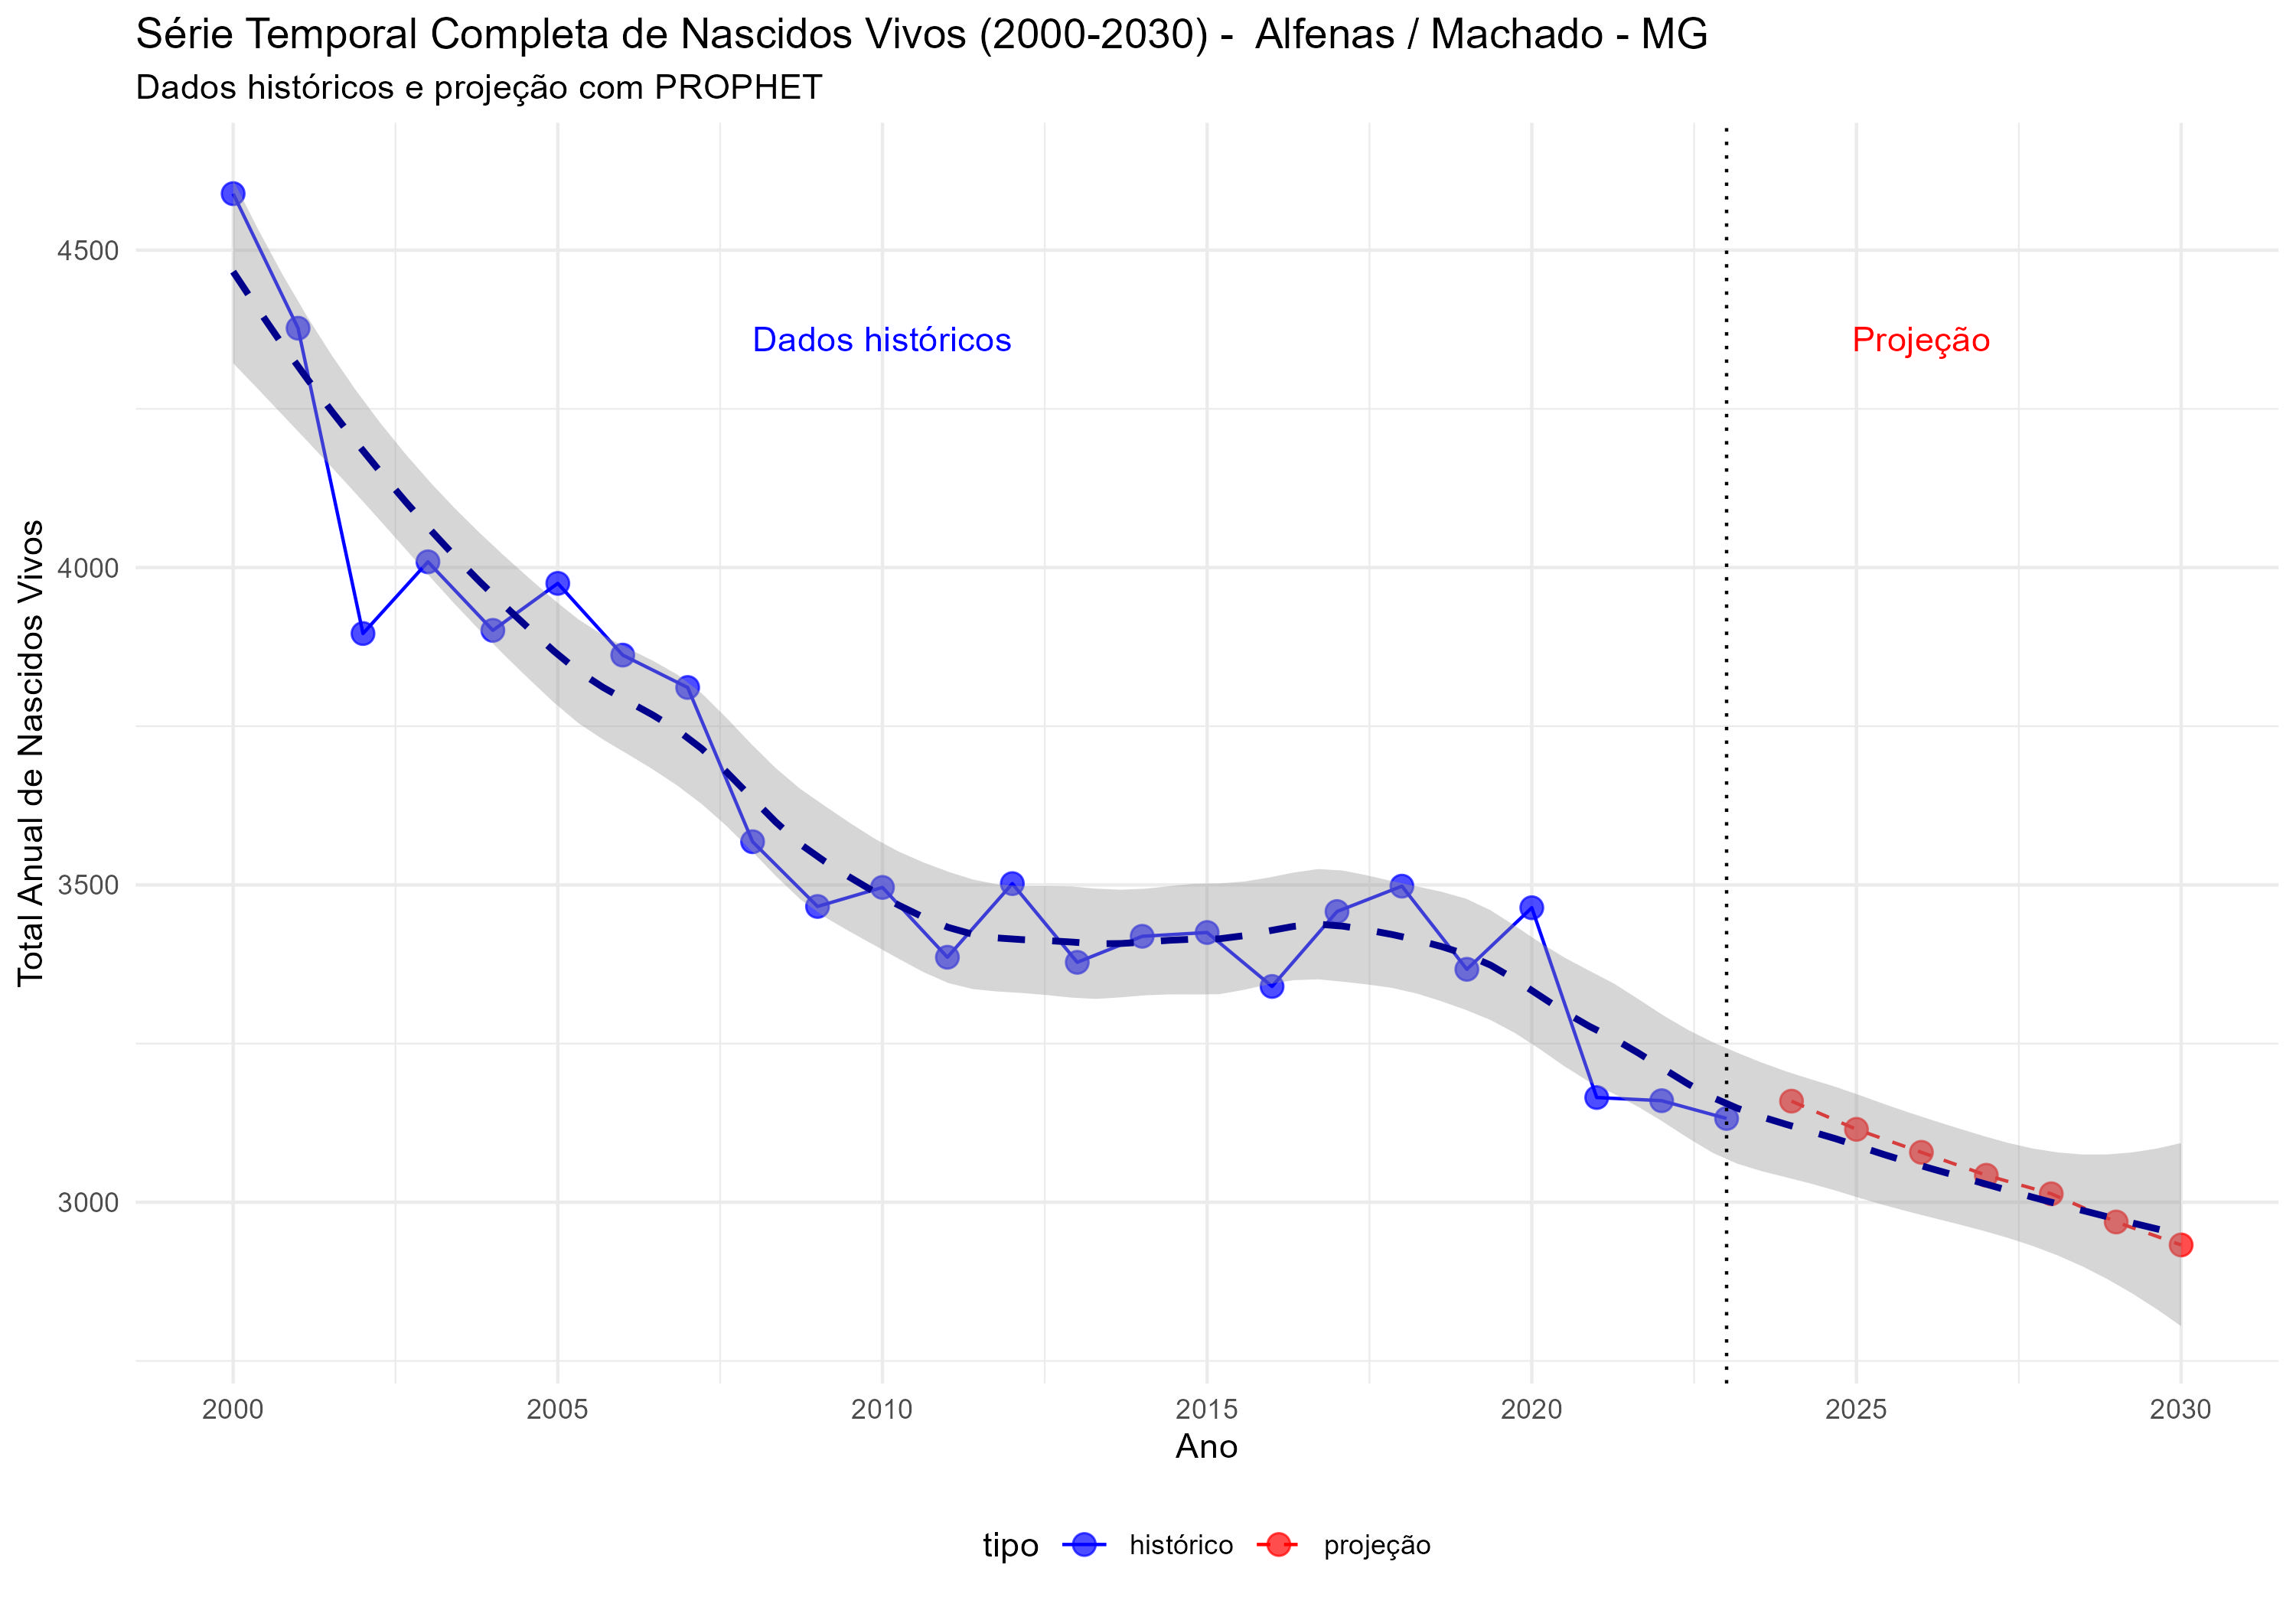 Série Temporal Completa de Nascidos Vivos (2000-2030) -  Alfenas / Machado - MG
Dados históricos e projeção com PROPHET
Dados históricos
Projeção
Total Anual de Nascidos Vivos
4500
4000
3500
3000
2000
2005
2010
2015
2020
2025
2030
Ano
tipo
histórico
projeção